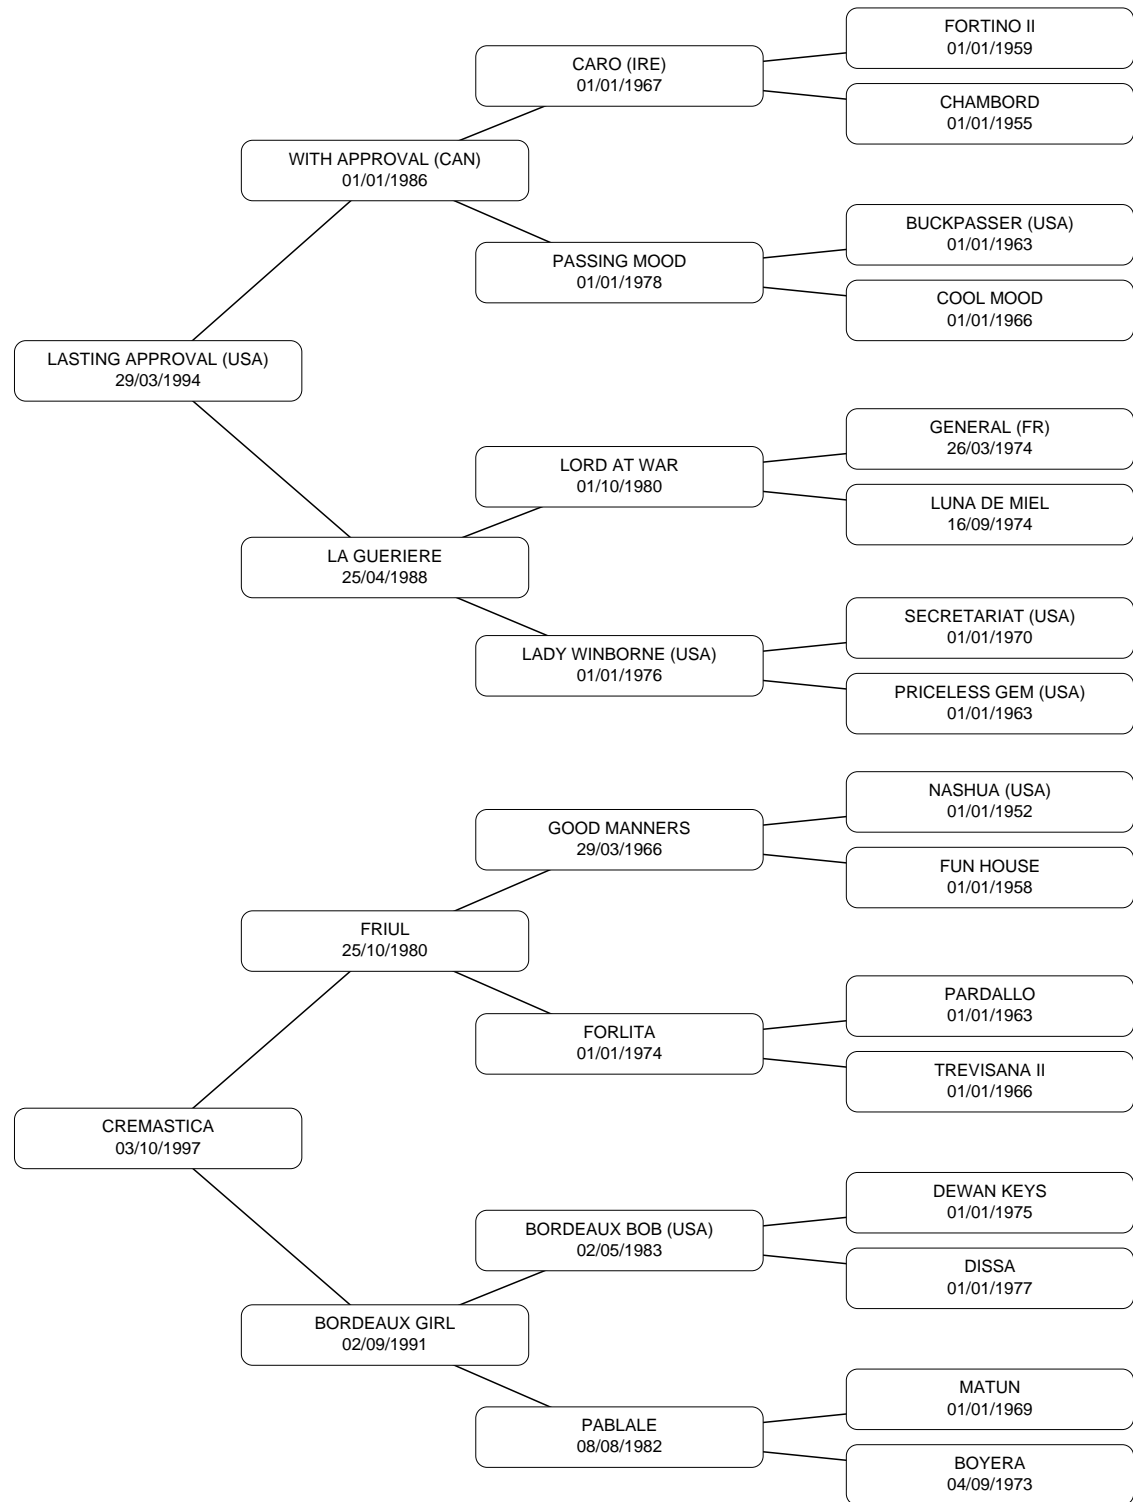 FORTINO II
01/01/1959
CARO (IRE)
01/01/1967
CHAMBORD
01/01/1955
WITH APPROVAL (CAN)
01/01/1986
BUCKPASSER (USA)
01/01/1963
PASSING MOOD
01/01/1978
COOL MOOD
01/01/1966
LASTING APPROVAL (USA)
29/03/1994
GENERAL (FR)
26/03/1974
LORD AT WAR
01/10/1980
LUNA DE MIEL
16/09/1974
LA GUERIERE
25/04/1988
SECRETARIAT (USA)
01/01/1970
LADY WINBORNE (USA)
01/01/1976
PRICELESS GEM (USA)
01/01/1963
NASHUA (USA)
01/01/1952
GOOD MANNERS
29/03/1966
FUN HOUSE
01/01/1958
FRIUL
25/10/1980
PARDALLO
01/01/1963
FORLITA
01/01/1974
TREVISANA II
01/01/1966
CREMASTICA
03/10/1997
DEWAN KEYS
01/01/1975
BORDEAUX BOB (USA)
02/05/1983
DISSA
01/01/1977
BORDEAUX GIRL
02/09/1991
MATUN
01/01/1969
PABLALE
08/08/1982
BOYERA
04/09/1973